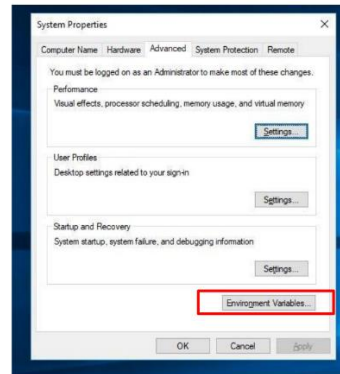 System Properties
Computer Name Hardware Advanced System Protection Remote
You must be logged on as an Administrator to make most of these changes.
Performance
Visual effects, processor scheduling, memory usage, and virtual memory
Settings...
User Profiles
Desktop settings related to your sign-in
Settings...
Startup and Recovery
System startup, system failure, and debugging information
Settings...
Environment Variables...
OK Cancel Apply